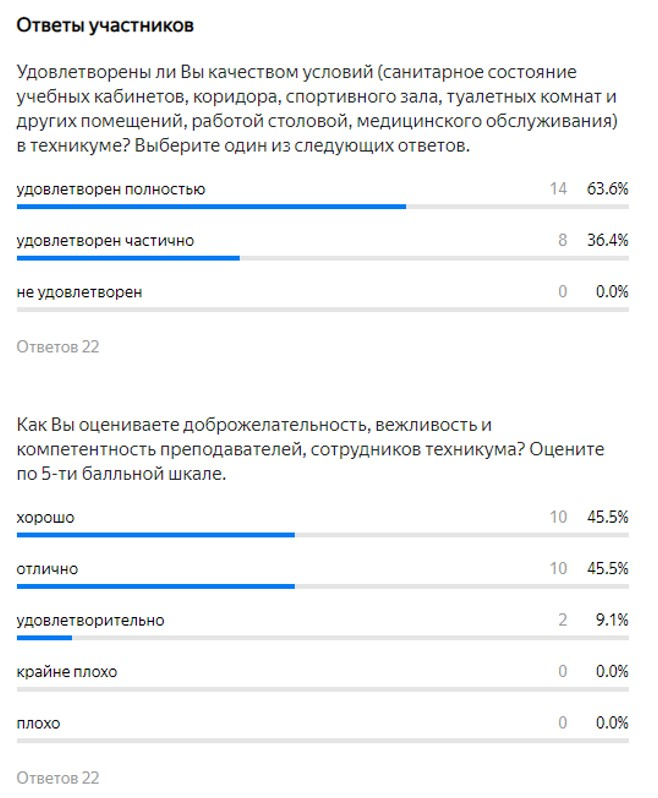 Ответы участников
Удовлетворены ли Вы качеством условий (санитарное состояние
учебных кабинетов, коридора, спортивного зала, туалетных комнат и
других помещений, работой столовой, медицинского обслуживания)
в техникуме? Выберите один из следующих ответов.
удовлетворен полностью 14 63.6%
удовлетворен частично 8 36.4%
не удовлетворен 0 0.0%
Ответов 22
Как Вы оцениваете доброжелательность, вежливость и
компетентность преподавателей, сотрудников техникума? Оцените
по 5-ти балльной шкале.
хорошо 10 45.5%
отлично 10 45.5%
удовлетворительно 2 9.1%
крайне плохо 0 0.0%
плохо 0 0.0%
Ответов 22